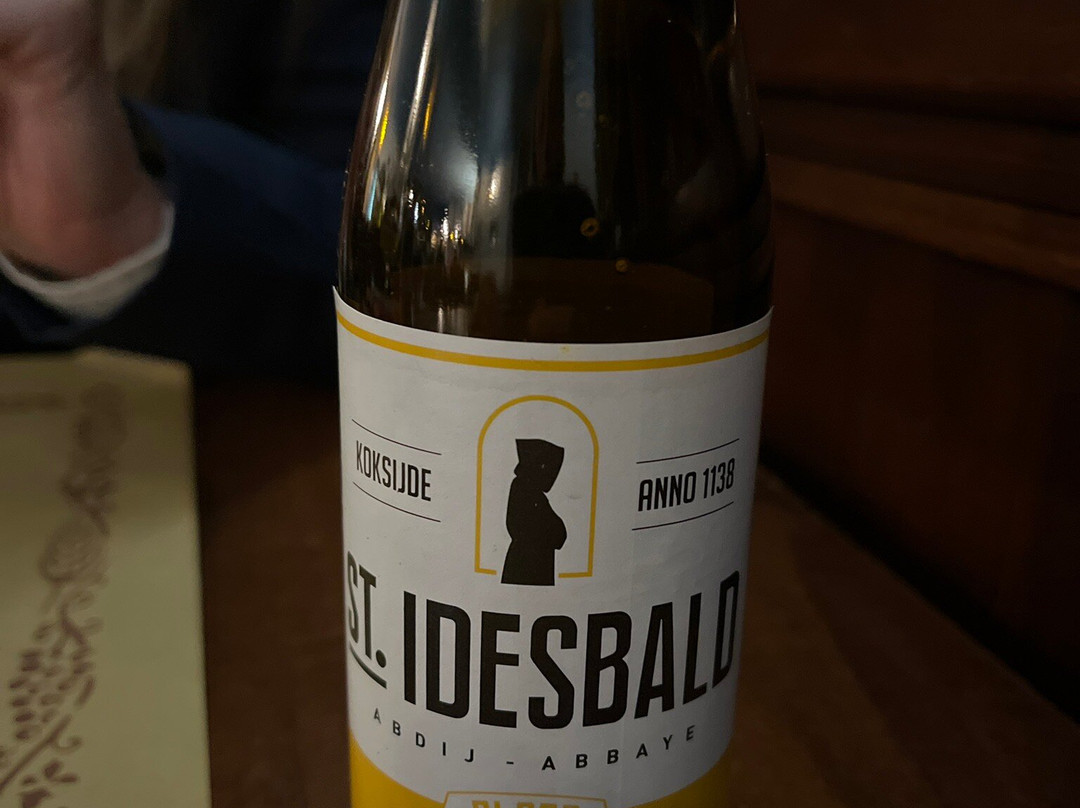 KOKSIJDE
ANNO 1138
ST. IDESBALD
ABDIJ - ABBAYE